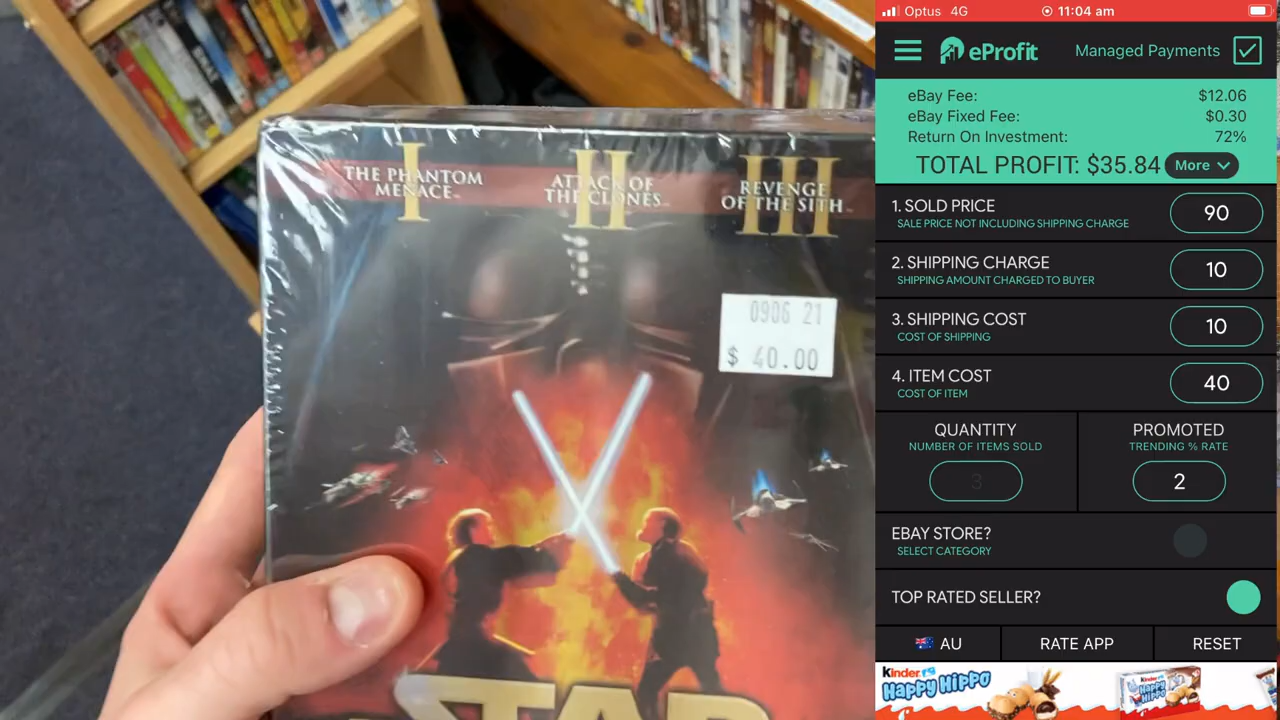 I
II
III
THE PHANTOM
MENACE™
ATTACK OF
THE CLONES™
REVENGE
OF THE SITH™
0906 21
$ 40.00
STAR
Optus 4G
11:04 am
eProfit
Managed Payments
eBay Fee: $12.06
eBay Fixed Fee: $0.30
Return On Investment: 72%
TOTAL PROFIT: $35.84 More
1. SOLD PRICE 90
SALE PRICE NOT INCLUDING SHIPPING CHARGE
2. SHIPPING CHARGE 10
SHIPPING AMOUNT CHARGED TO BUYER
3. SHIPPING COST 10
COST OF SHIPPING
4. ITEM COST 40
COST OF ITEM
QUANTITY
NUMBER OF ITEMS SOLD
3
PROMOTED
TRENDING % RATE
2
EBAY STORE?
SELECT CATEGORY
TOP RATED SELLER?
AU
RATE APP
RESET
Kinder
Happy Hippo